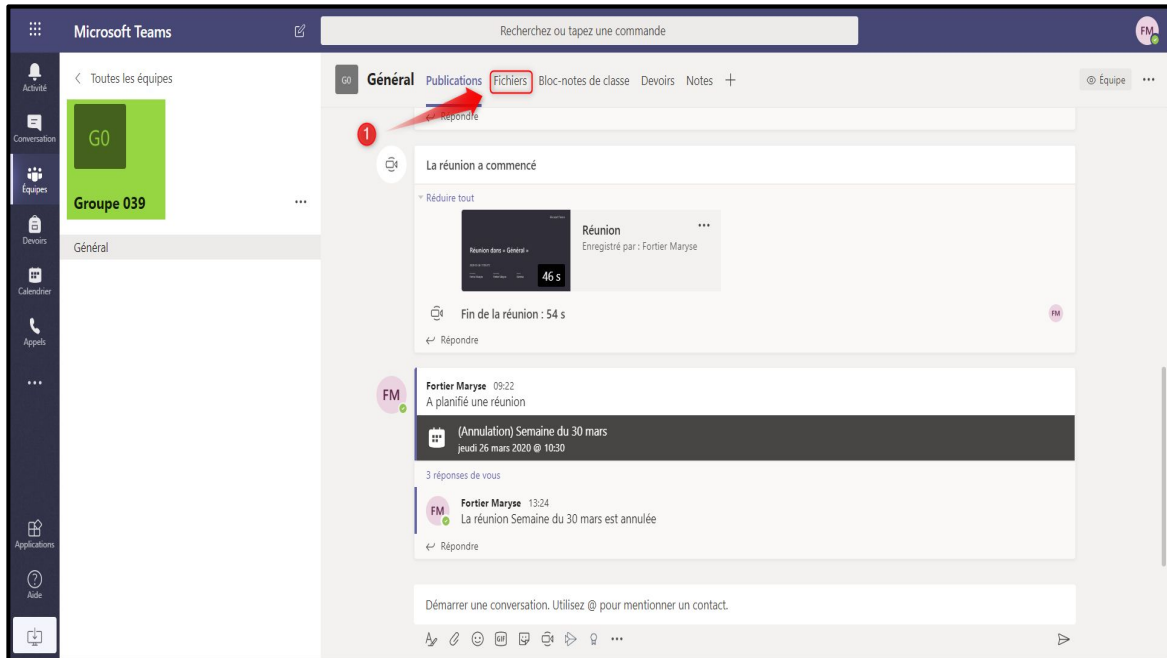 Microsoft Teams
Recherchez ou tapez une commande
FM
Activité
Conversation
Équipes
Devoirs
Calendrier
Appels
Applications
Aide
Toutes les équipes
G0
Groupe 039
Général
G0 Général Publications Fichiers Bloc-notes de classe Devoirs Notes
Équipe
1
Répondre
La réunion a commencé
Réduire tout
Réunion dans « Général »
46 s
Réunion
Enregistré par : Fortier Maryse
Fin de la réunion : 54 s
FM
Répondre
FM
Fortier Maryse 09:22
A planifié une réunion
(Annulation) Semaine du 30 mars
jeudi 26 mars 2020 @ 10:30
3 réponses de vous
FM
Fortier Maryse 13:24
La réunion Semaine du 30 mars est annulée
Répondre
Démarrer une conversation. Utilisez @ pour mentionner un contact.
GIF